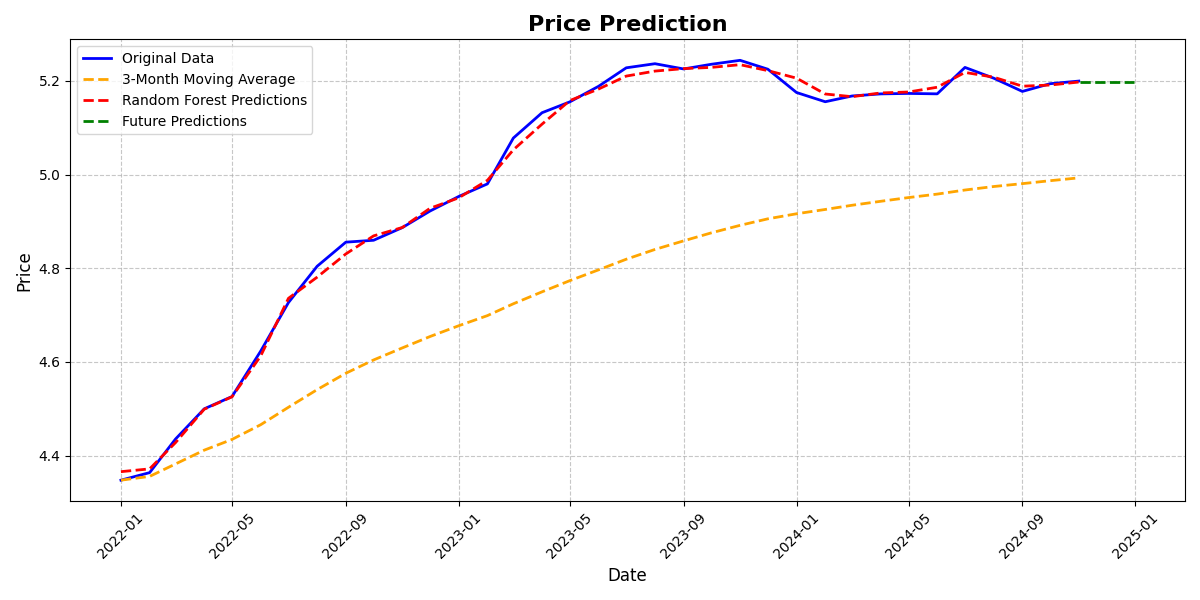 Price Prediction
Original Data
3-Month Moving Average
Random Forest Predictions
Future Predictions
Price
5.2
5.0
4.8
4.6
4.4
2022-01
2022-05
2022-09
2023-01
2023-05
2023-09
2024-01
2024-05
2024-09
2025-01
Date